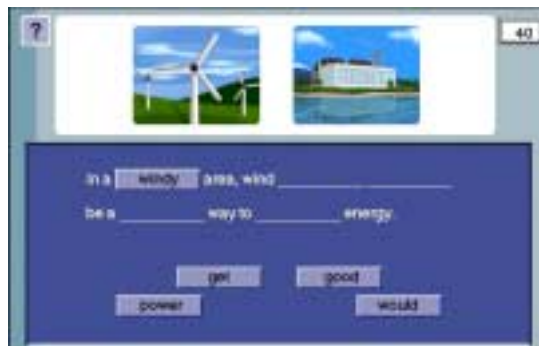 ?
40
In a windy area, wind
be a way to energy.
get good
power would